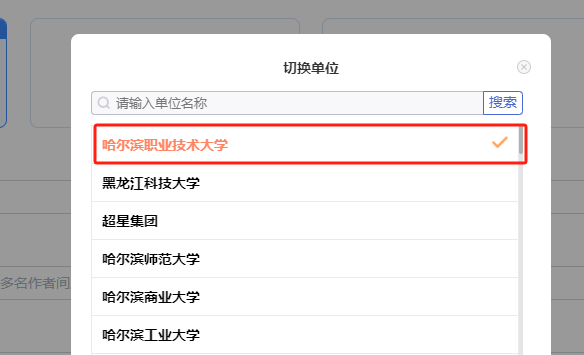 切换单位
请输入单位名称
搜索
哈尔滨职业技术大学
黑龙江科技大学
超星集团
哈尔滨师范大学
多名作者间
哈尔滨商业大学
哈尔滨工业大学